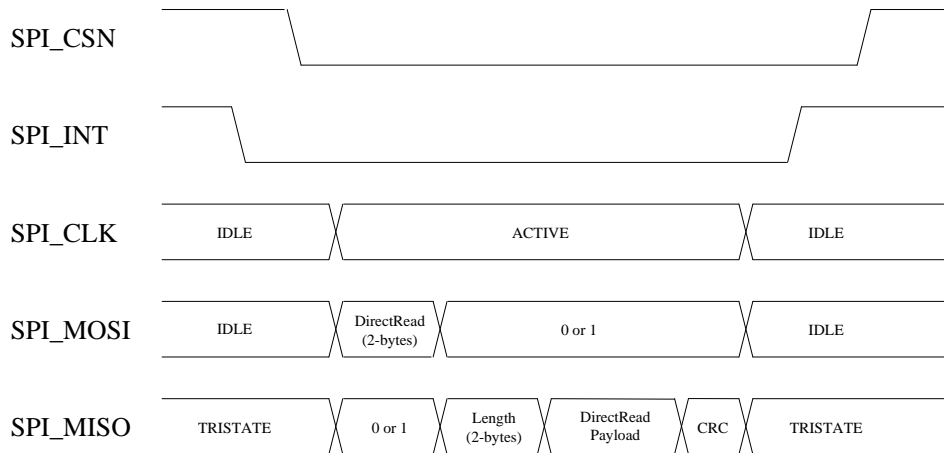 SPI_CSN
SPI_INT
SPI_CLK IDLE ACTIVE IDLE
SPI_MOSI IDLE DirectRead (2-bytes) 0 or 1 IDLE
SPI_MISO TRISTATE 0 or 1 Length (2-bytes) DirectRead Payload CRC TRISTATE